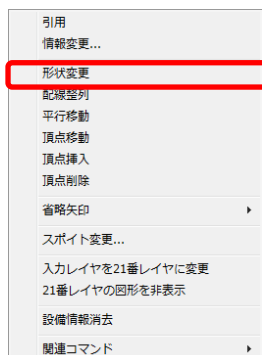 引用
情報変更...
形状変更
配線整列
平行移動
頂点移動
頂点挿入
頂点削除
省略矢印
スポイト変更...
入力レイヤを21番レイヤに変更
21番レイヤの図形を非表示
設備情報消去
関連コマンド